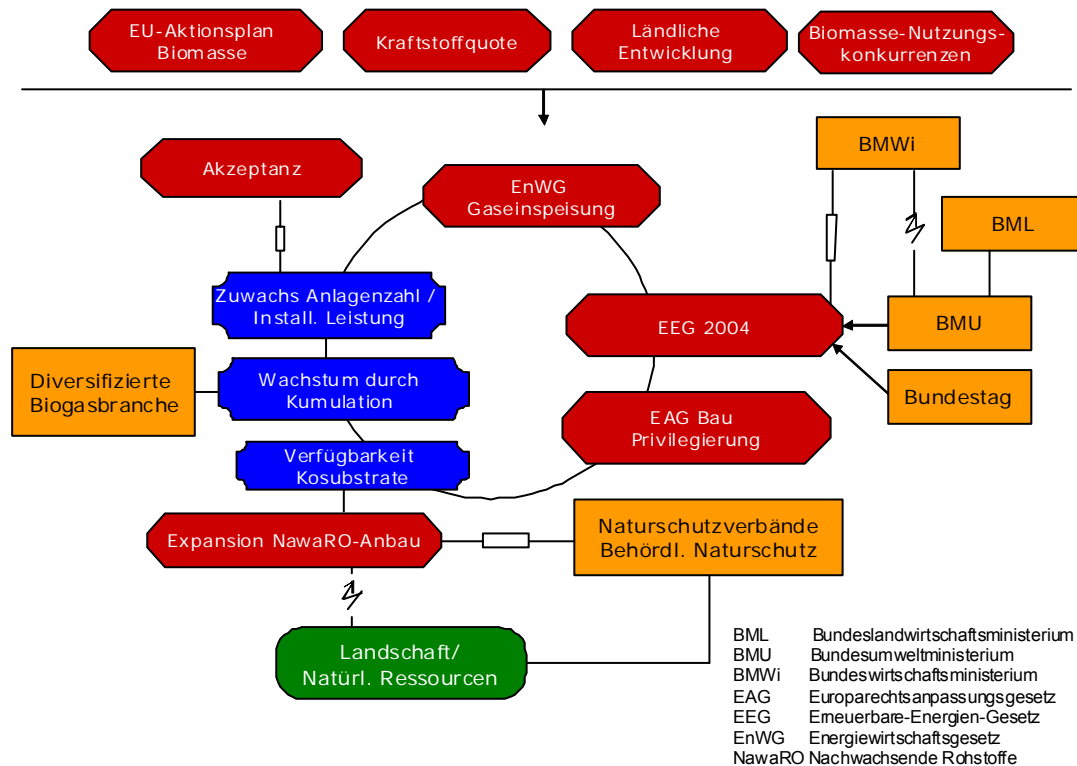 EU-Aktionsplan
Biomasse
Kraftstoffquote
Ländliche
Entwicklung
Biomasse-Nutzungs-
konkurrenzen
BMWi
Akzeptanz
EnWG
Gaseinspeisung
BML
Zuwachs Anlagenzahl /
Install. Leistung
EEG 2004
BMU
Diversifizierte
Biogasbranche
Wachstum durch
Kumulation
Bundestag
EAG Bau
Privilegierung
Verfügbarkeit
Kosubstrate
Expansion NawaRO-Anbau
Naturschutzverbände
Behördl. Naturschutz
Landschaft/
Natürl. Ressourcen
BML Bundeslandwirtschaftsministerium
BMU Bundesumweltministerium
BMWi Bundeswirtschaftsministerium
EAG Europarechtsanpassungsgesetz
EEG Erneuerbare-Energien-Gesetz
EnWG Energiewirtschaftsgesetz
NawaRO Nachwachsende Rohstoffe